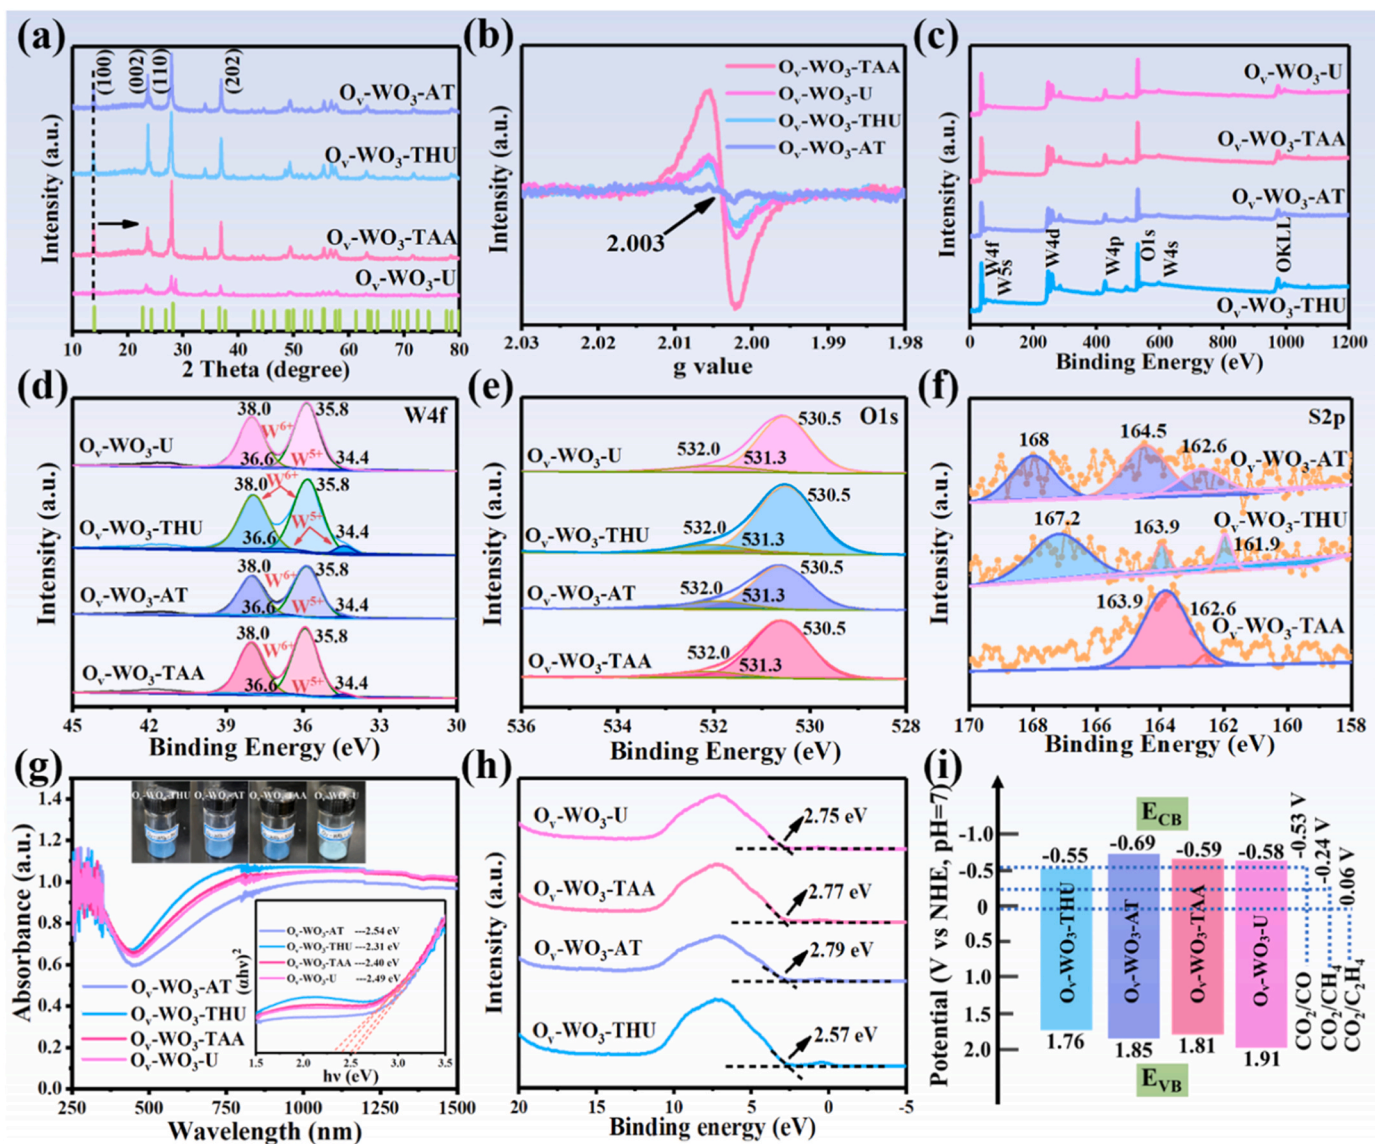 (a)
(100)
(002)
(110)
(202)
Ov-WO3-AT
Ov-WO3-THU
Ov-WO3-TAA
Ov-WO3-U
Intensity (a.u.)
10 20 30 40 50 60 70 80
2 Theta (degree)
(b)
Ov-WO3-TAA
Ov-WO3-U
Ov-WO3-THU
Ov-WO3-AT
2.003
Intensity (a.u.)
2.03 2.02 2.01 2.00 1.99 1.98
g value
(c)
Ov-WO3-U
Ov-WO3-TAA
Ov-WO3-AT
W4f
W5s
W4d
W4p
O1s
W4s
OKLL
Ov-WO3-THU
Intensity (a.u.)
0 200 400 600 800 1000 1200
Binding Energy (eV)
(d)
W4f
38.0 35.8
W6+
Ov-WO3-U
36.6 W5+ 34.4
W6+
38.0 35.8
Ov-WO3-THU
W5+
36.6 34.4
38.0 W6+ 35.8
Ov-WO3-AT
36.6 W5+ 34.4
38.0 W6+ 35.8
Ov-WO3-TAA
36.6 W5+ 34.4
Intensity (a.u.)
45 42 39 36 33 30
Binding Energy (eV)
(e)
O1s
530.5
Ov-WO3-U
532.0
531.3
530.5
Ov-WO3-THU
532.0
531.3
530.5
Ov-WO3-AT
532.0
531.3
530.5
Ov-WO3-TAA
532.0
531.3
Intensity (a.u.)
536 534 532 530 528
Binding Energy (eV)
(f)
S2p
168 164.5 162.6
Ov-WO3-AT
167.2 163.9
Ov-WO3-THU
161.9
163.9 162.6
Ov-WO3-TAA
Intensity (a.u.)
170 168 166 164 162 160 158
Binding Energy (eV)
(g)
Ov-WO3-THU Ov-WO3-AT Ov-WO3-TAA Ov-WO3-U
1.4
1.2
1.0
0.8
0.6
0.4
0.2
0.0
Absorbance (a.u.)
Ov-WO3-AT
Ov-WO3-THU
Ov-WO3-TAA
Ov-WO3-U
Ov-WO3-AT ---2.54 eV
Ov-WO3-THU ---2.31 eV
Ov-WO3-TAA ---2.40 eV
Ov-WO3-U ---2.49 eV
(αhν)2
1.5 2.0 2.5 3.0 3.5
hν (eV)
250 500 750 1000 1250 1500
Wavelength (nm)
(h)
Ov-WO3-U
2.75 eV
Ov-WO3-TAA
2.77 eV
Ov-WO3-AT
2.79 eV
Ov-WO3-THU
2.57 eV
Intensity (a.u.)
20 15 10 5 0 -5
Binding energy (eV)
(i)
Potential (V vs NHE, pH=7)
-1.0
-0.5
0
0.5
1.0
1.5
2.0
ECB
-0.55 -0.69 -0.59 -0.58
Ov-WO3-THU
Ov-WO3-AT
Ov-WO3-TAA
Ov-WO3-U
1.76 1.85 1.81 1.91
EVB
-0.53 V
-0.24 V
0.06 V
CO2/CO
CO2/CH4
CO2/C2H4